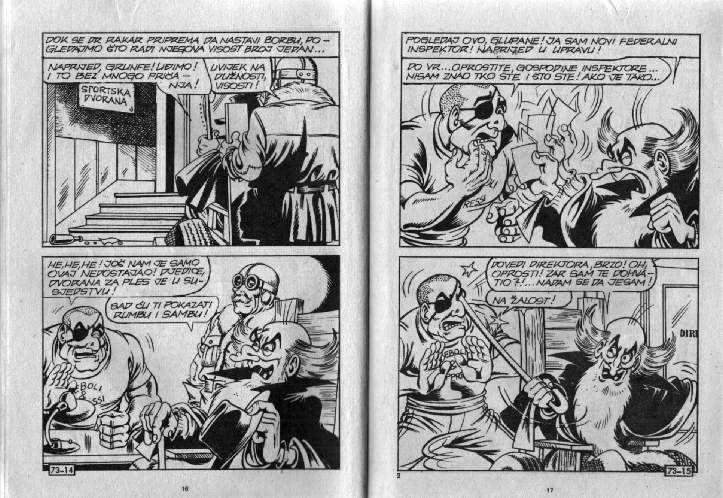 DOK SE DR RAKAR PRIPREMA DA NASTAVI BORBU, PO-
GLEDAJMO ŠTO RADI NJEGOVA VISOST BROJ JEDAN...
NAPRIJED, GRUNFE! UĐIMO!
I TO BEZ MNOGO PRIČA-
NJA!
UVIJEK NA
DUŽNOSTI,
VISOSTI!
SPORTSKA
DVORANA
HE, HE, HE! JOŠ NAM JE SAMO
OVAJ NEDOSTAJAO! DJEDICE,
DVORANA ZA PLES JE U SU-
SJEDSTVU!
SAD ĆU TI POKAZATI
RUMBU I SAMBU!
73-14
16
POGLEDAJ OVO, GLUPANE! JA SAM NOVI FEDERALNI
INSPEKTOR! NAPRIJED U UPRAVU!
DO VR... OPROSTITE, GOSPODINE INSPEKTORE...
NISAM ZNAO TKO STE I ŠTO STE! AKO JE TAKO...
DOVEDI DIREKTORA, BRZO! OH,
OPROSTI! ZAR SAM TE DOHVA-
TIO?!... NADAM SE DA JESAM!
NA ŽALOST!
DIRE
73-15
17